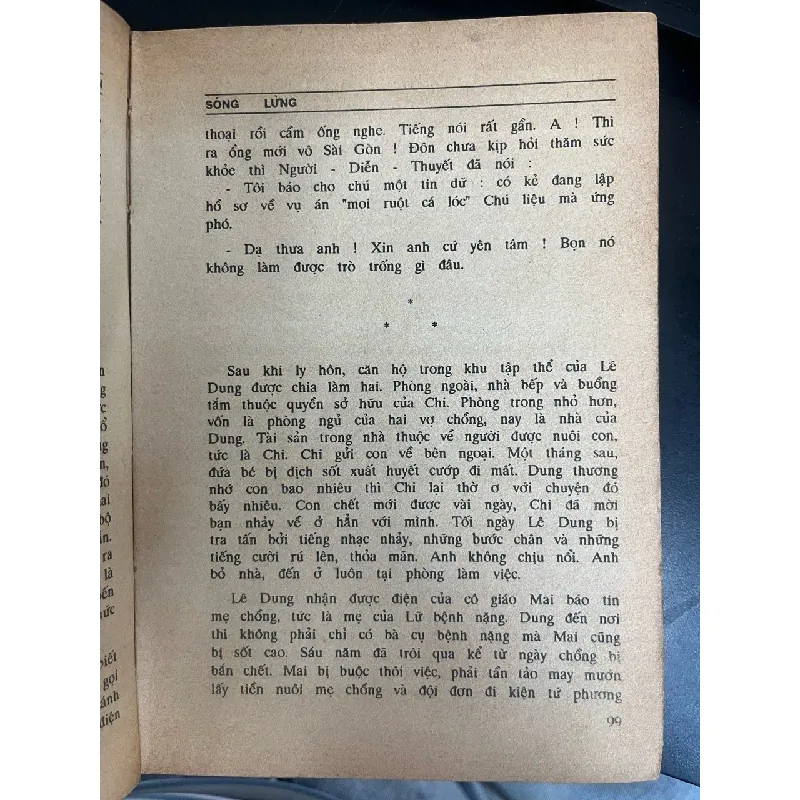 SÓNG LỪNG
thoại rồi cầm ống nghe. Tiếng nói rất gần. A ! Thì
ra ổng mới vô Sài Gòn ! Đôn chưa kịp hỏi thăm sức
khỏe thì Người - Diễn - Thuyết đã nói :
- Tôi báo cho chú một tin dữ : có kẻ đang lập
hồ sơ về vụ án "moi ruột cá lóc" Chú liệu mà ứng
phó.
- Dạ thưa anh ! Xin anh cứ yên tâm ! Bọn nó
không làm được trò trống gì đâu.
*
* *
Sau khi ly hôn, căn hộ trong khu tập thể của Lê
Dung được chia làm hai. Phòng ngoài, nhà bếp và buồng
tắm thuộc quyền sở hữu của Chi. Phòng trong nhỏ hơn,
vốn là phòng ngủ của hai vợ chồng, nay là nhà của
Dung. Tài sản trong nhà thuộc về người được nuôi con,
tức là Chi. Chi gửi con về bên ngoại. Một tháng sau,
đứa bé bị dịch sốt xuất huyết cướp đi mất. Dung thương
nhớ con bao nhiêu thì Chi lại thờ ơ với chuyện đó
bấy nhiêu. Con chết mới được vài ngày, Chi đã mời
bạn nhảy về ở hẳn với mình. Tối ngày Lê Dung bị
tra tấn bởi tiếng nhạc nhảy, những bước chân và những
tiếng cười rú lên, thỏa mãn. Anh không chịu nổi. Anh
bỏ nhà, đến ở luôn tại phòng làm việc.
Lê Dung nhận được điện của cô giáo Mai báo tin
mẹ chồng, tức là mẹ của Lữ bệnh nặng. Dung đến nơi
thì không phải chỉ có bà cụ bệnh nặng mà Mai cũng
bị sốt cao. Sáu năm đã trôi qua kể từ ngày chồng bị
bắn chết. Mai bị buộc thôi việc, phải tần tảo may mướn
lấy tiền nuôi mẹ chồng và đội đơn đi kiện tứ phương
99